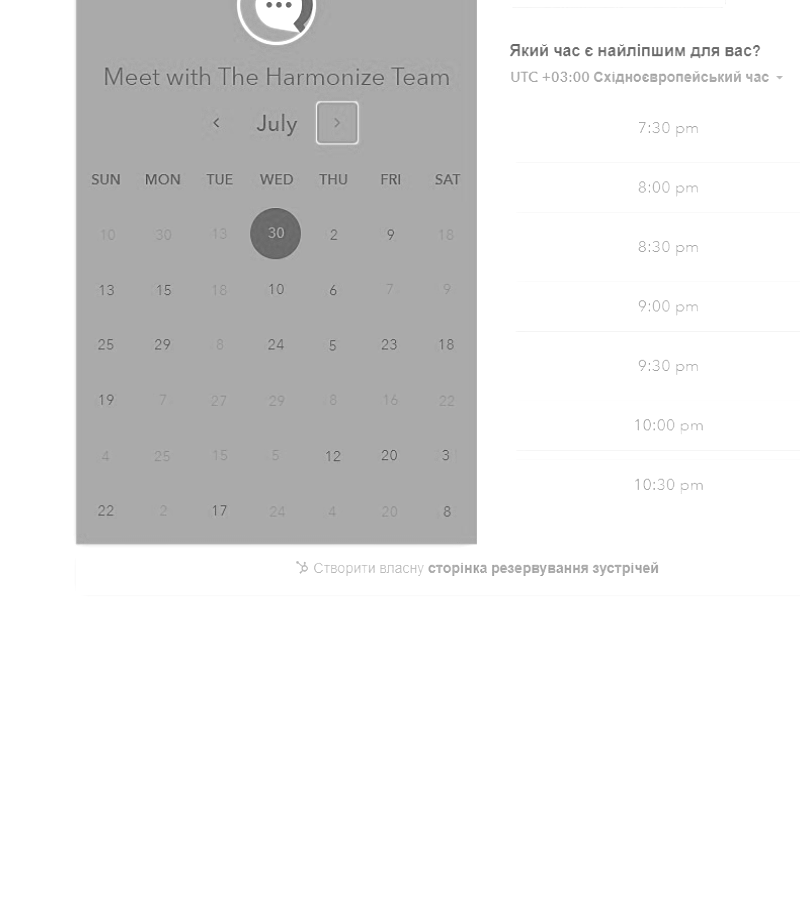 Meet with The Harmonize Team
July
SUN MON TUE WED THU FRI SAT
10 30 13 30 2 9 18
13 15 18 10 6 7 9
25 29 8 24 5 23 18
19 7 27 29 8 16 22
4 25 15 5 12 20 3
22 2 17 24 4 20 8
Який час є найліпшим для вас?
UTC +03:00 Східноєвропейський час
7:30 pm
8:00 pm
8:30 pm
9:00 pm
9:30 pm
10:00 pm
10:30 pm
Створити власну сторінка резервування зустрічей